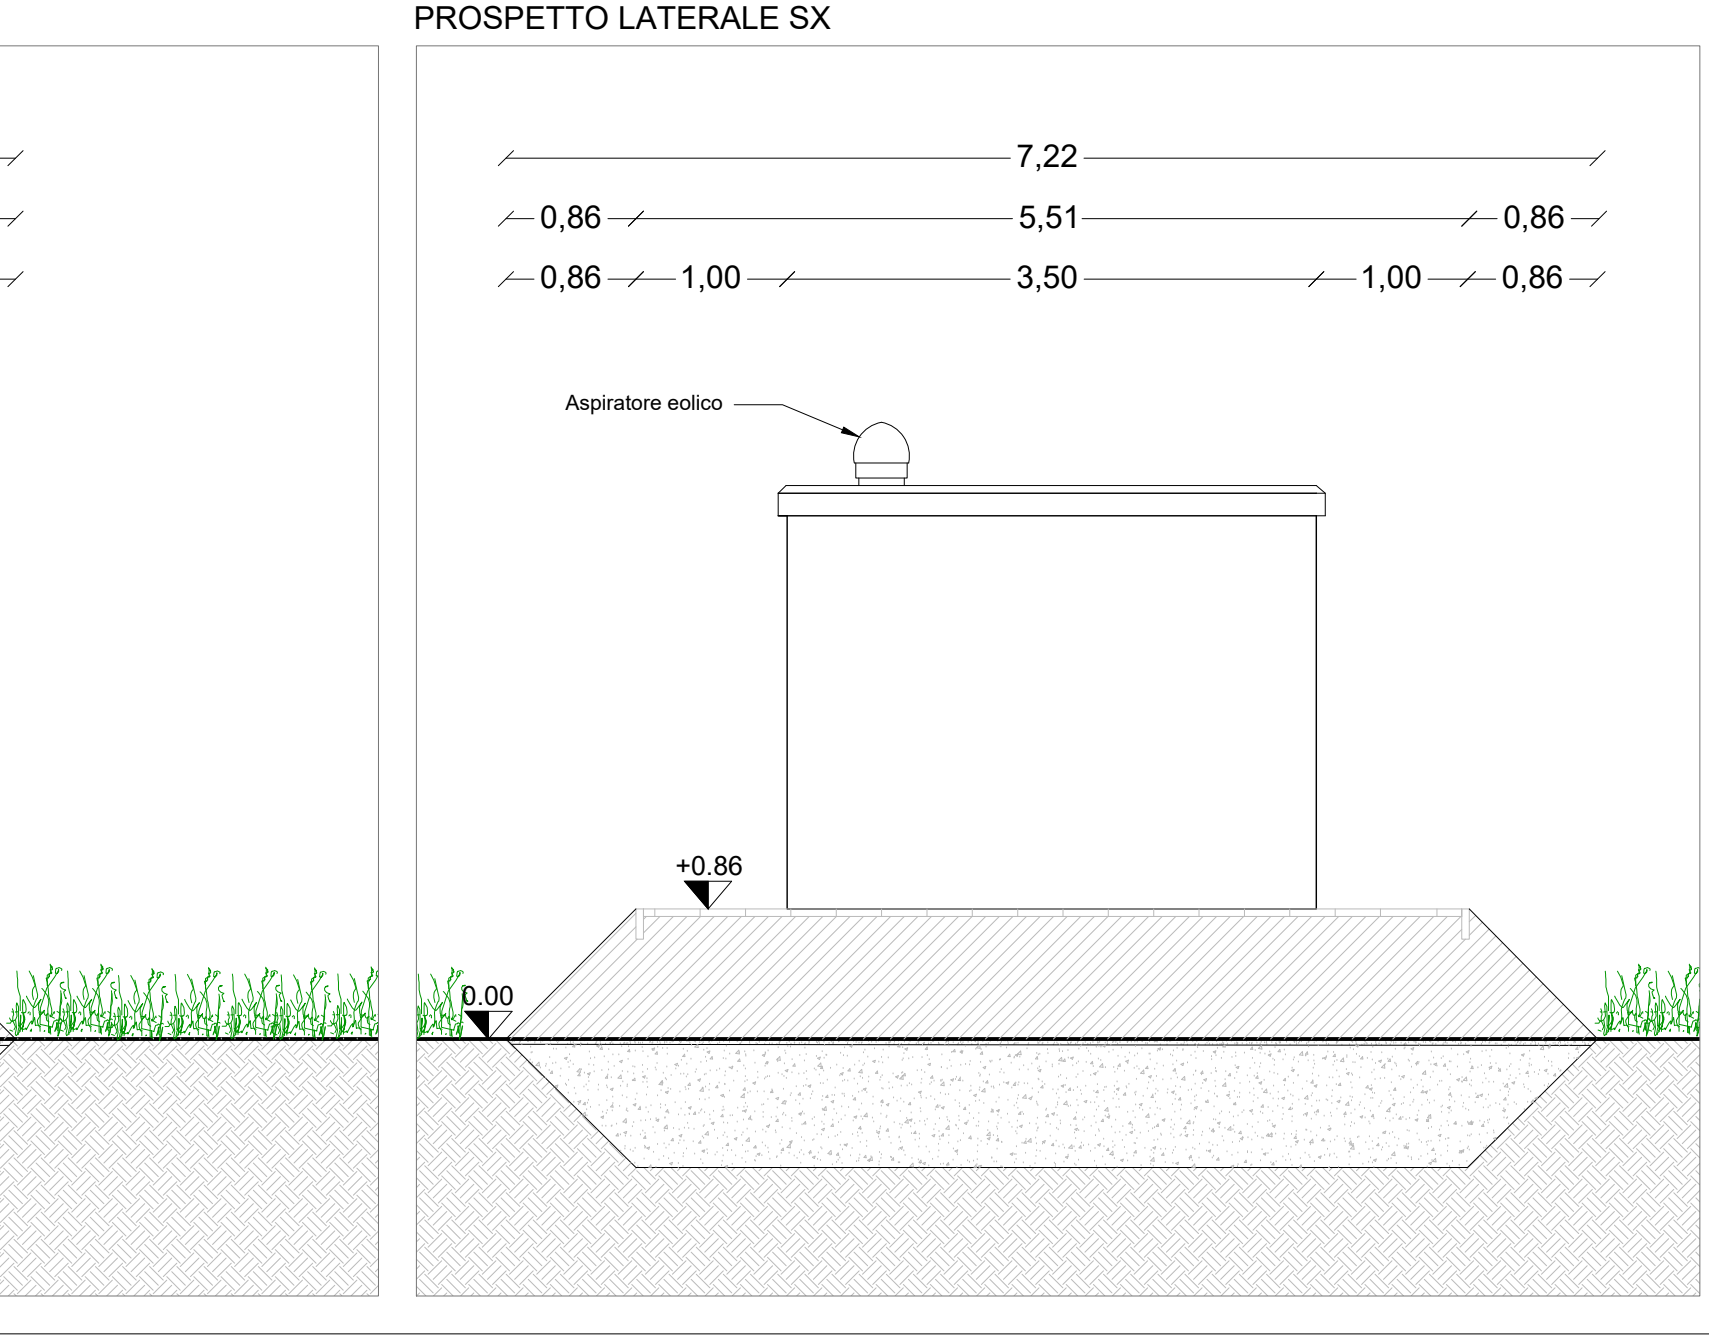 PROSPETTO LATERALE SX
7,22
0,86 5,51 0,86
0,86 1,00 3,50 1,00 0,86
Aspiratore eolico
+0.86
0.00